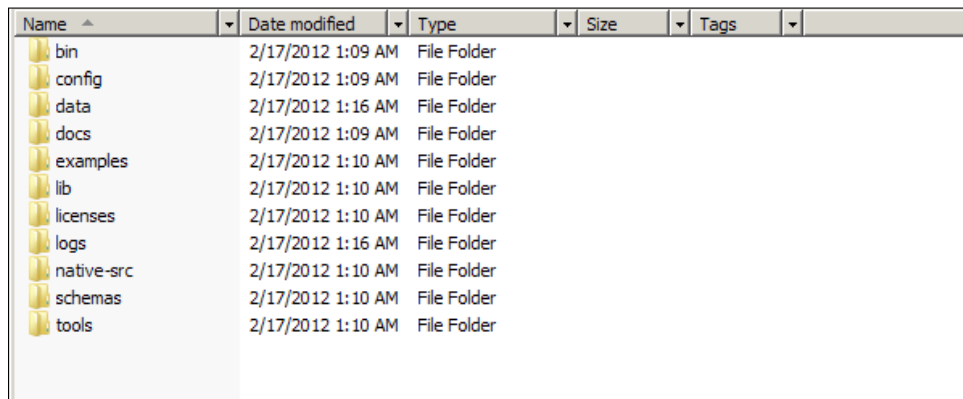 Name Date modified Type Size Tags
bin 2/17/2012 1:09 AM File Folder
config 2/17/2012 1:09 AM File Folder
data 2/17/2012 1:16 AM File Folder
docs 2/17/2012 1:09 AM File Folder
examples 2/17/2012 1:10 AM File Folder
lib 2/17/2012 1:10 AM File Folder
licenses 2/17/2012 1:10 AM File Folder
logs 2/17/2012 1:16 AM File Folder
native-src 2/17/2012 1:10 AM File Folder
schemas 2/17/2012 1:10 AM File Folder
tools 2/17/2012 1:10 AM File Folder